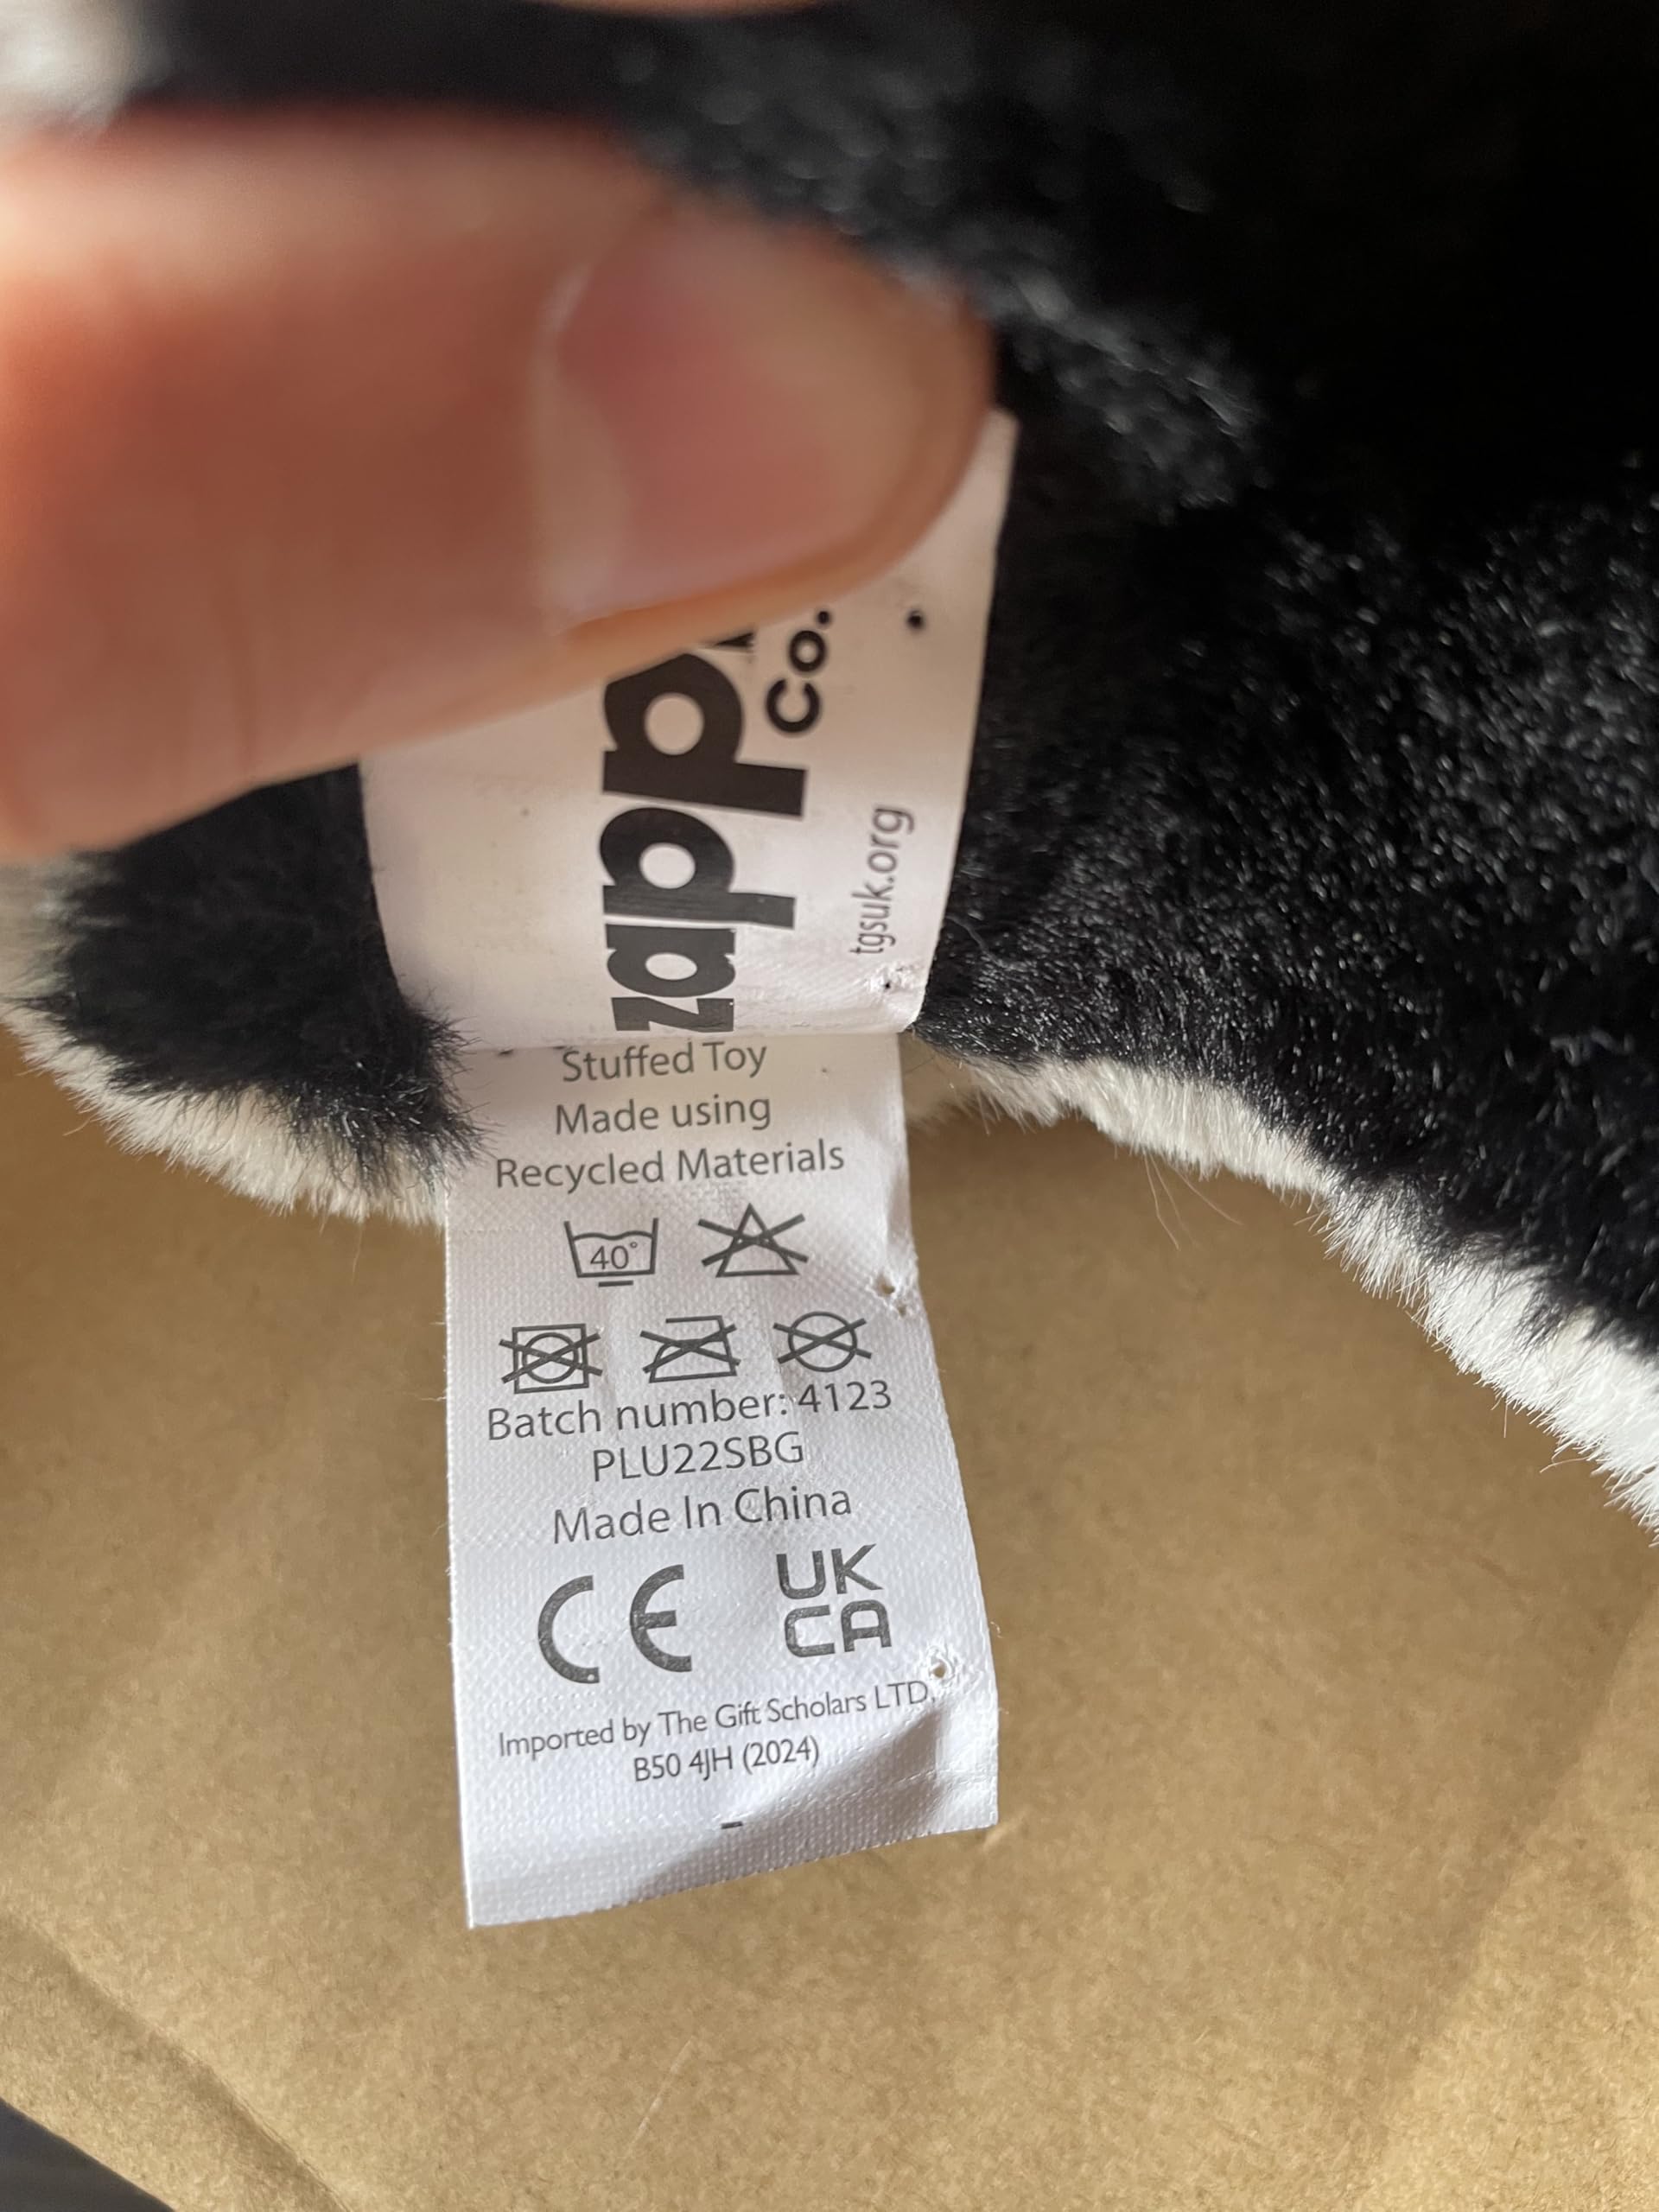 zapp
Co.
tgsuk.org
Stuffed Toy
Made using
Recycled Materials
40°
Batch number: 4123
PLU22SBG
Made In China
CE
UK
CA
Imported by The Gift Scholars LTD,
B50 4JH (2024)